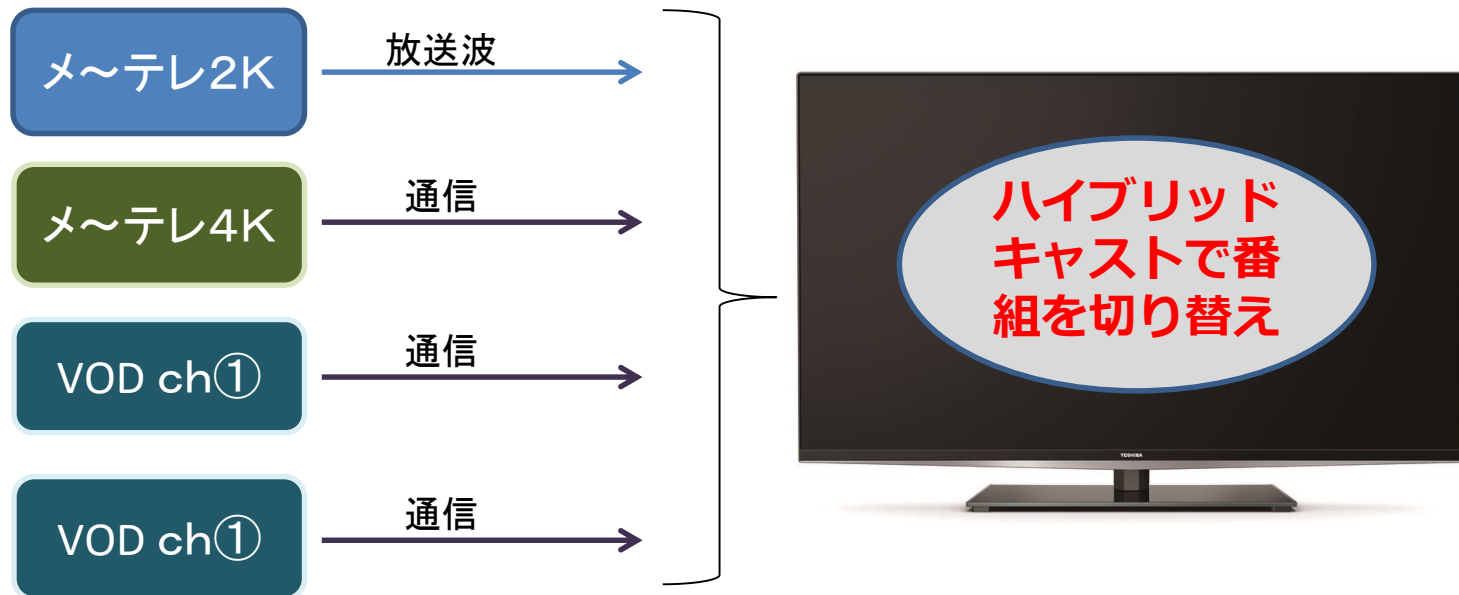 メ～テレ2K
放送波
メ～テレ4K
通信
VOD ch①
通信
VOD ch①
通信
ハイブリッド
キャストで番
組を切り替え
TOSHIBA